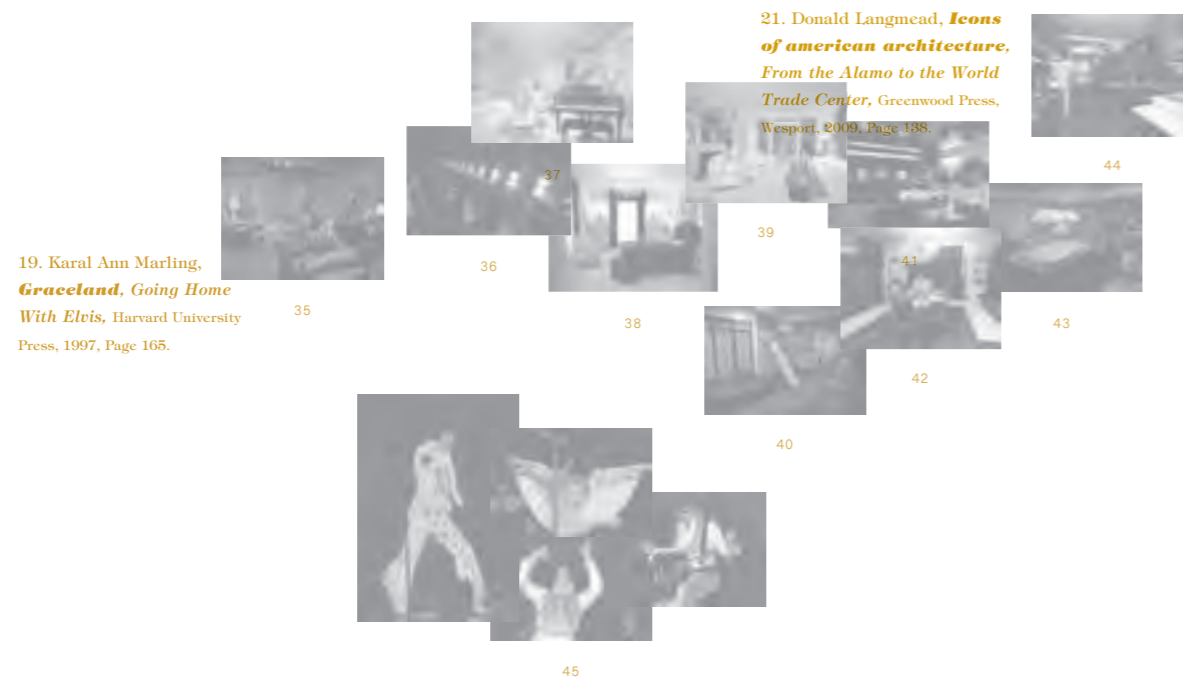 21. Donald Langmead, Icons
of american architecture,
From the Alamo to the World
Trade Center, Greenwood Press,
Wesport, 2009, Page 138.
44
37
39
36
41
19. Karal Ann Marling,
Graceland, Going Home
With Elvis, Harvard University
Press, 1997, Page 165.
35
38
43
42
40
45